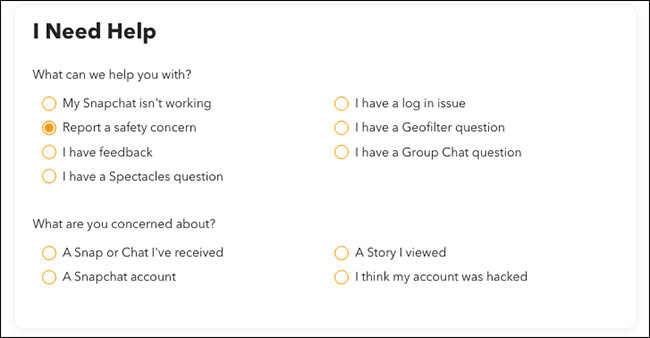 I Need Help
What can we help you with?
My Snapchat isn't working
I have a log in issue
Report a safety concern
I have a Geofilter question
I have feedback
I have a Group Chat question
I have a Spectacles question
What are you concerned about?
A Snap or Chat I've received
A Story I viewed
A Snapchat account
I think my account was hacked